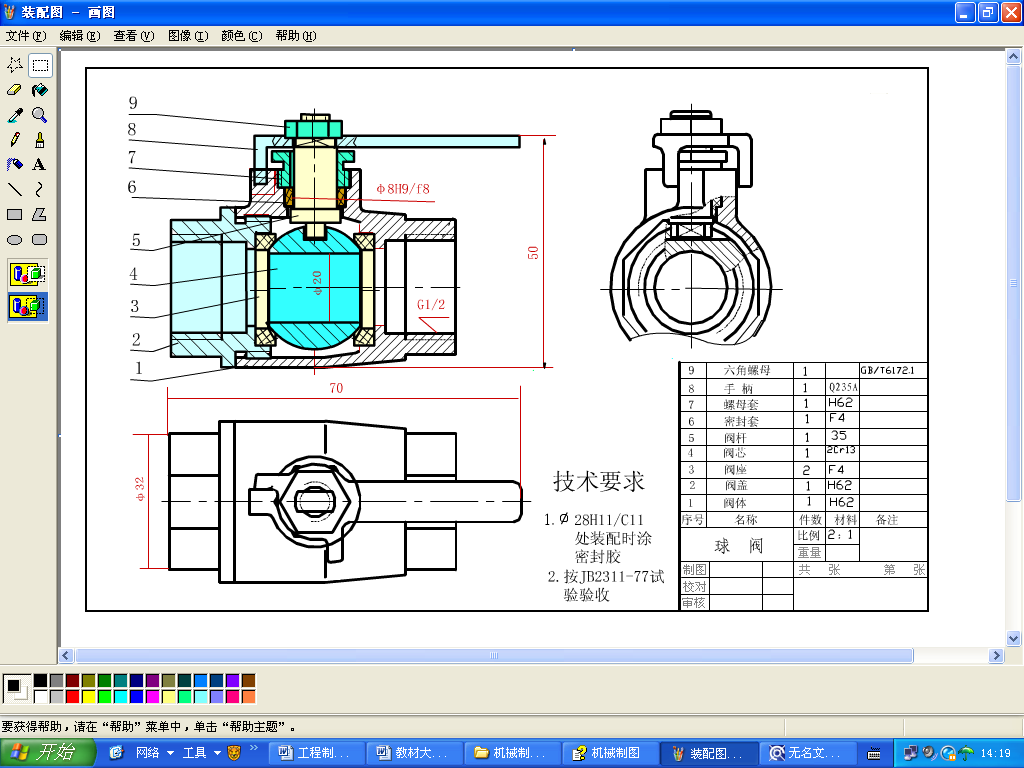 装配图 - 画图
文件(F) 编辑(E) 查看(V) 图像(I) 颜色(C) 帮助(H)
A
9
8
7
6
5
4
3
2
1
ф8H9/f8
50
ф20
G1/2
70
ф32
技术要求
1.Ø 28H11/C11
处装配时涂
密封胶
2.按JB2311-77试
验验收
9 六角螺母 1 GB/T6172.1
8 手 柄 1 Q235A
7 螺母套 1 H62
6 密封套 1 F4
5 阀杆 1 35
4 阀芯 1 2Cr13
3 阀座 2 F4
2 阀盖 1 H62
1 阀体 1 H62
序号 名称 件数 材料 备注
球 阀 比例 2:1
重量
制图 共 张 第 张
校对
审核
要获得帮助,请在“帮助”菜单中,单击“帮助主题”。
开始 网络 工具 » 工程制... 教材大... 机械制... 机械制图 装配图... 无名文... 14:19